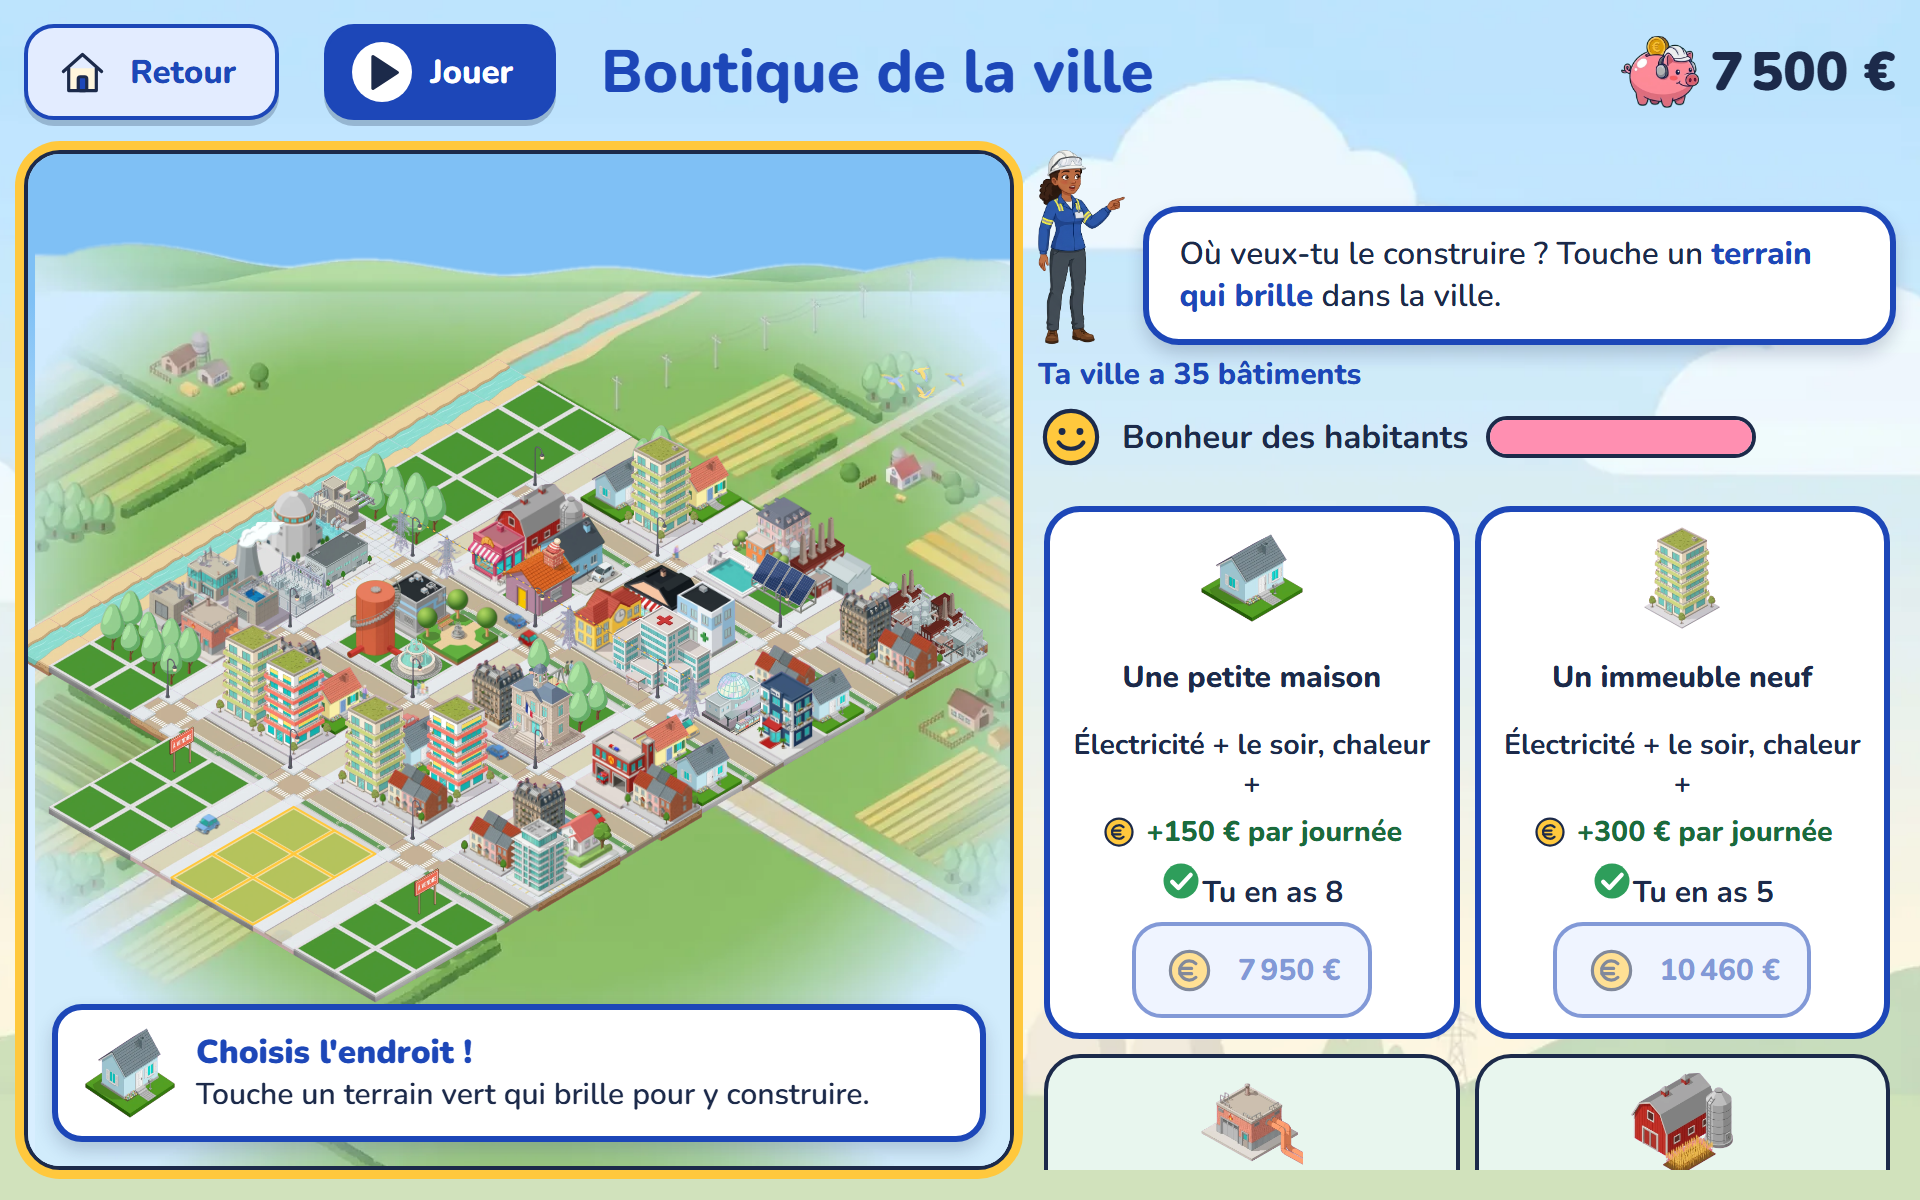 Retour
Jouer
Boutique de la ville
7 500 €
Où veux-tu le construire ? Touche un terrain
qui brille dans la ville.
Ta ville a 35 bâtiments
Bonheur des habitants
Une petite maison
Électricité + le soir, chaleur
+
+150 € par journée
Tu en as 8
7 950 €
Un immeuble neuf
Électricité + le soir, chaleur
+
+300 € par journée
Tu en as 5
10 460 €
Choisis l'endroit !
Touche un terrain vert qui brille pour y construire.